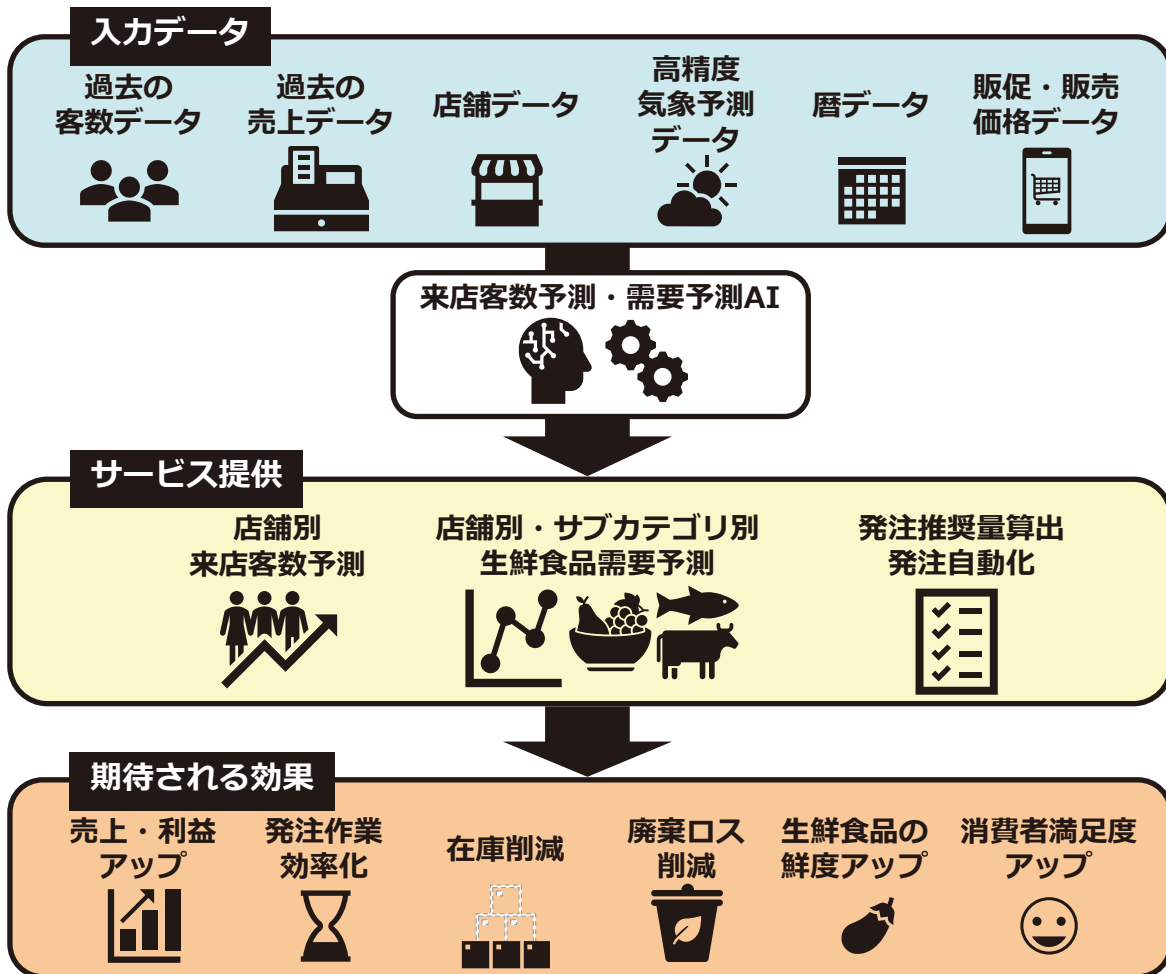 入力データ
過去の
客数データ
過去の
売上データ
店舗データ
高精度
気象予測
データ
暦データ
販促・販売
価格データ
来店客数予測・需要予測AI
サービス提供
店舗別
来店客数予測
店舗別・サブカテゴリ別
生鮮食品需要予測
発注推奨量算出
発注自動化
期待される効果
売上・利益
アップ
発注作業
効率化
在庫削減
廃棄ロス
削減
生鮮食品の
鮮度アップ
消費者満足度
アップ